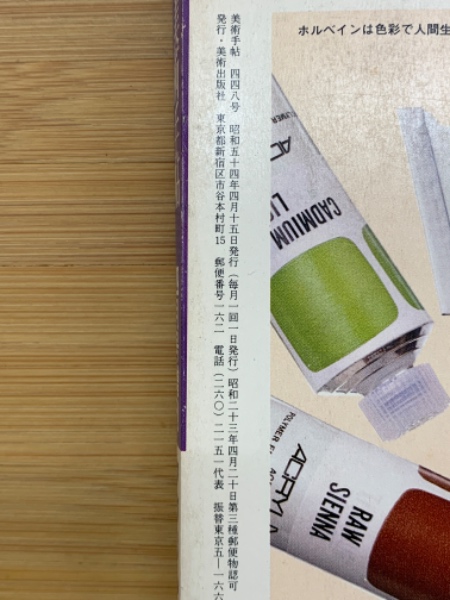 ホルベインは色彩で人間生
美術手帖 四四八号 昭和五十四年四月十五日発行(毎月一回一日発行)昭和二十三年四月二十日第三種郵便物認可
発行・美術出版社 東京都新宿区市谷本村町15 郵便番号一六二 電話(二六〇)二一五一代表 振替東京五―一六六
CADMIUM
RAW
SIENNA